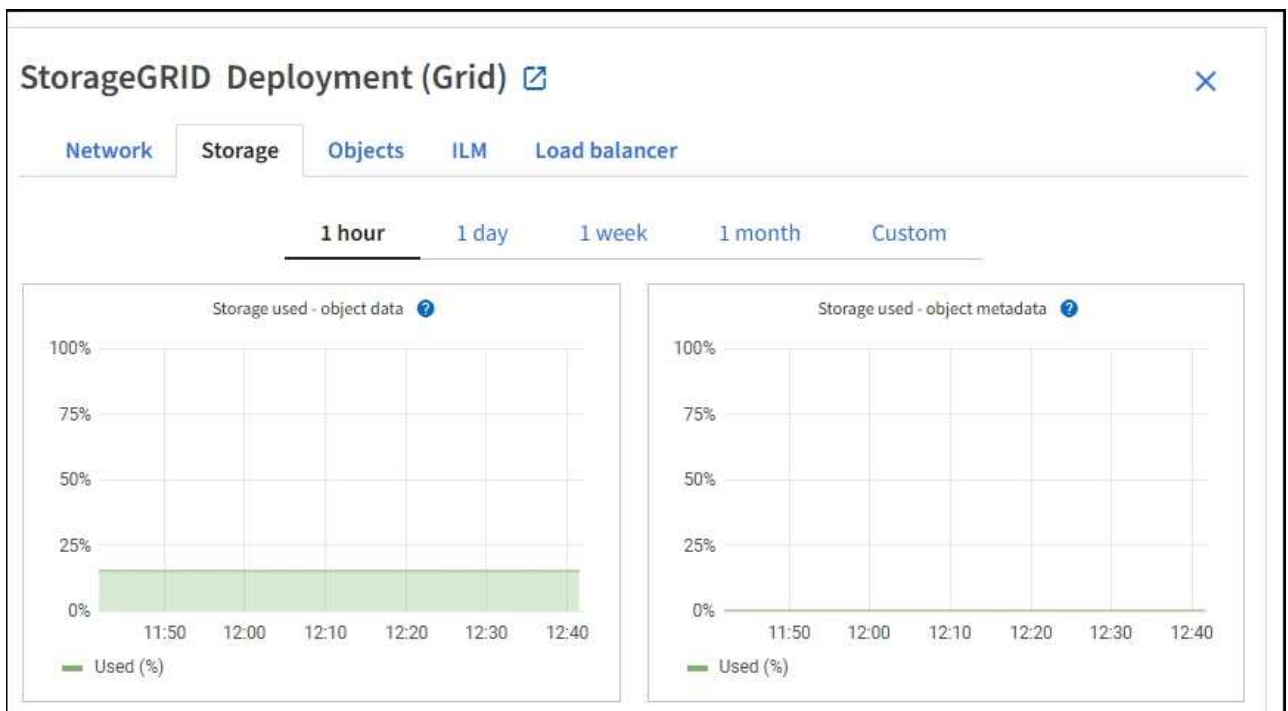 StorageGRID Deployment (Grid)
Network Storage Objects ILM Load balancer
1 hour 1 day 1 week 1 month Custom
Storage used - object data ?
100%
75%
50%
25%
0%
11:50 12:00 12:10 12:20 12:30 12:40
Used (%)
Storage used - object metadata ?
100%
75%
50%
25%
0%
11:50 12:00 12:10 12:20 12:30 12:40
Used (%)